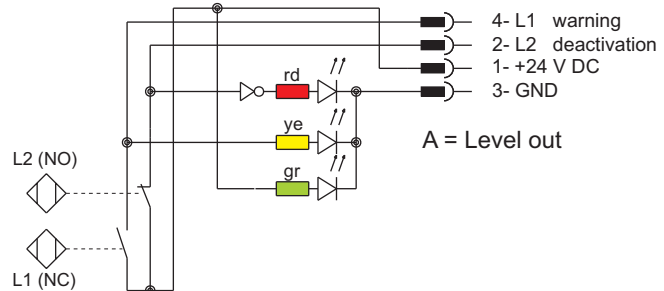 4- L1 warning
2- L2 deactivation
1- +24 V DC
3- GND
rd
ye
A = Level out
gr
L2 (NO)
L1 (NC)